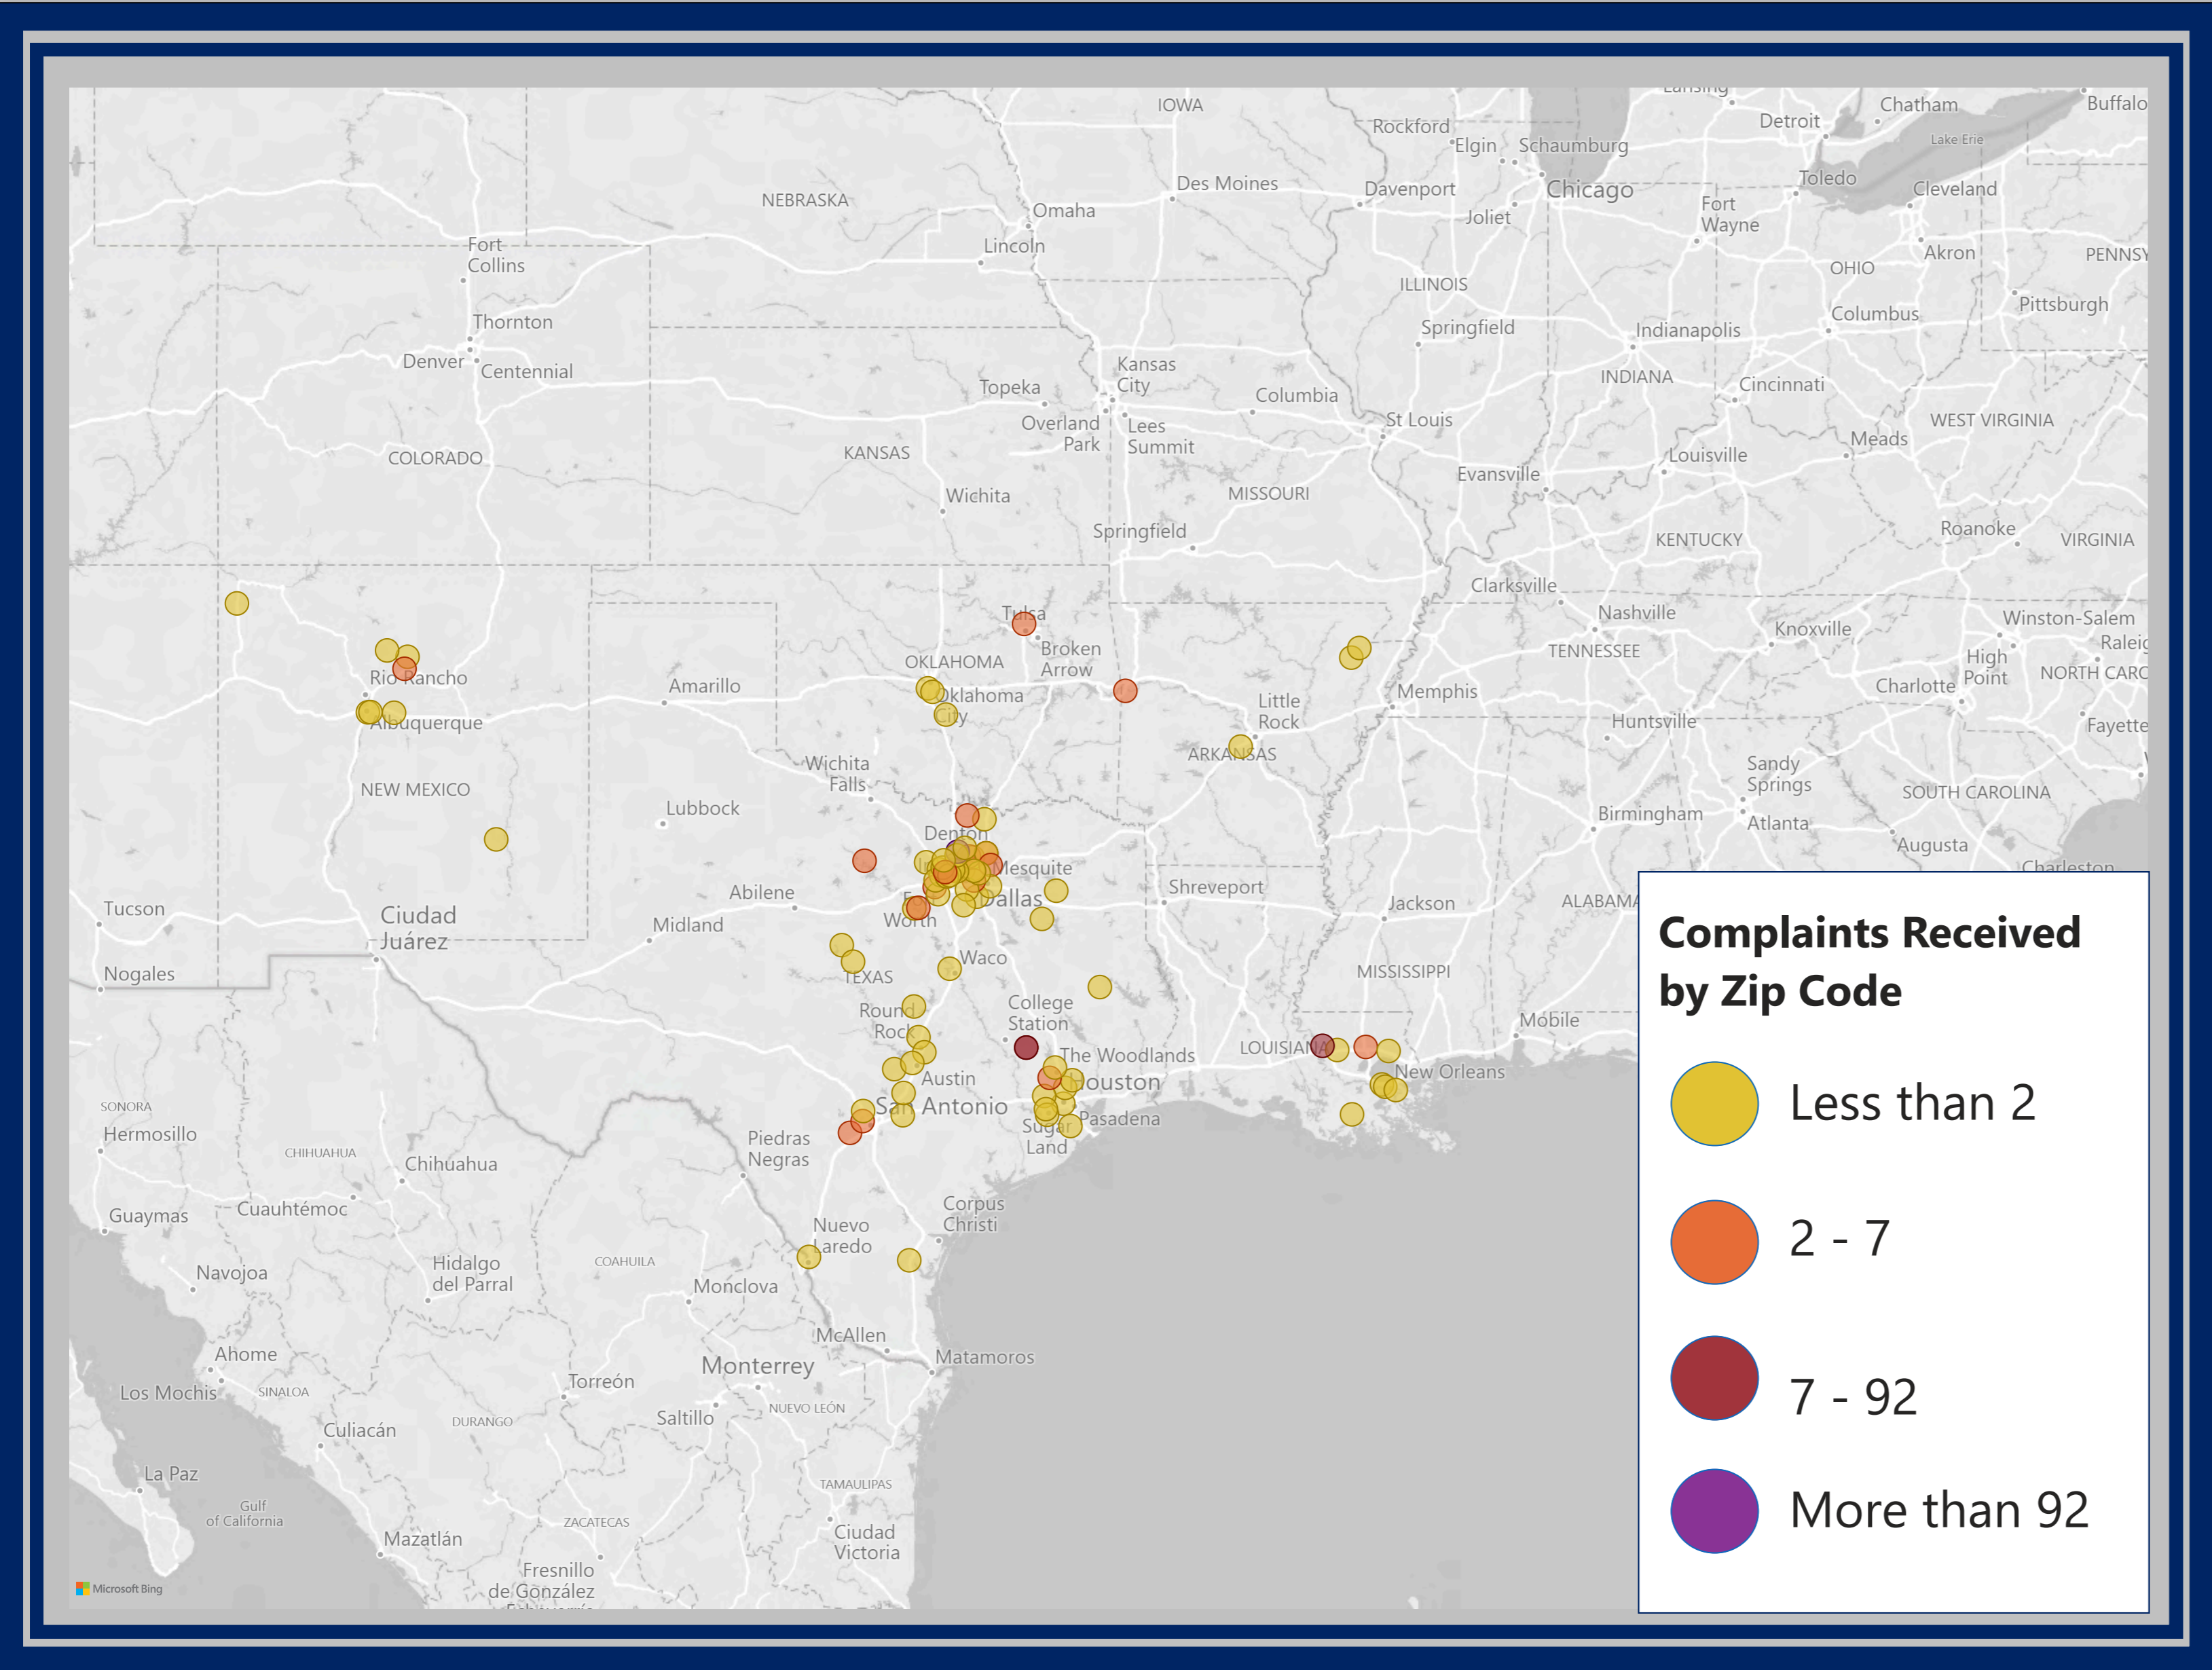 IOWA
Lansing
Chatham
Buffalo
Rockford
Detroit
Elgin
Schaumburg
Lake Erie
Des Moines
Davenport
Chicago
Toledo
Cleveland
NEBRASKA
Omaha
Joliet
Fort
Wayne
Fort
Collins
Lincoln
Akron
PENNSY
OHIO
ILLINOIS
Pittsburgh
Thornton
Springfield
Indianapolis
Columbus
Denver
Centennial
Kansas
City
Topeka
Columbia
INDIANA
Cincinnati
Overland
Park
Lees
Summit
St Louis
WEST VIRGINIA
COLORADO
KANSAS
Meads
Louisville
Evansville
Wichita
MISSOURI
Springfield
KENTUCKY
Roanoke
VIRGINIA
Clarksville
Tulsa
Nashville
Knoxville
Winston-Salem
Broken
Arrow
TENNESSEE
Raleig
High
Point
NORTH CARC
OKLAHOMA
Rio Rancho
Amarillo
Oklahoma
City
Little
Rock
Memphis
Charlotte
Albuquerque
Huntsville
Fayette
ARKANSAS
Wichita
Falls
Sandy
Springs
NEW MEXICO
SOUTH CAROLINA
Lubbock
Birmingham
Atlanta
Denton
Augusta
Mesquite
Charleston
Abilene
Shreveport
Dallas
Tucson
Ciudad
Juárez
Midland
Worth
Jackson
ALABAMA
Waco
Nogales
TEXAS
MISSISSIPPI
Round
Rock
College
Station
Mobile
LOUISIANA
The Woodlands
New Orleans
Austin
Houston
SONORA
San Antonio
Pasadena
Hermosillo
Sugar
Land
Piedras
Negras
CHIHUAHUA
Chihuahua
Guaymas
Cuauhtémoc
Corpus
Christi
Nuevo
Laredo
Navojoa
Hidalgo
del Parral
COAHUILA
Monclova
McAllen
Ahome
Monterrey
Matamoros
Los Mochis
SINALOA
Torreón
DURANGO
Saltillo
NUEVO LEÓN
Culiacán
La Paz
TAMAULIPAS
Gulf
of California
ZACATECAS
Mazatlán
Ciudad
Victoria
Fresnillo
de González
Echeverría
Microsoft Bing
Complaints Received
by Zip Code
Less than 2
2 - 7
7 - 92
More than 92